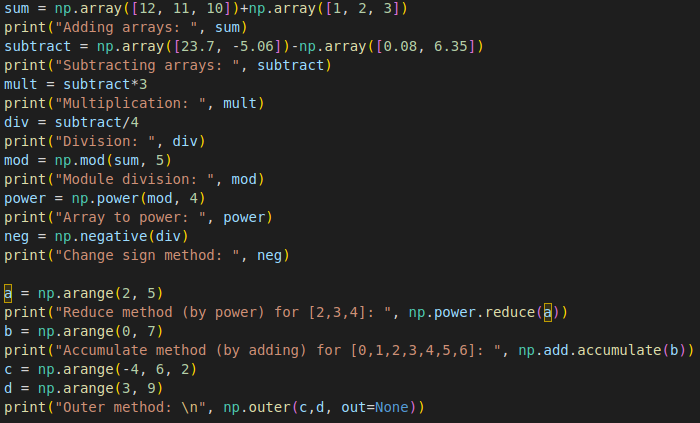 sum = np.array([12, 11, 10])+np.array([1, 2, 3])
print("Adding arrays: ", sum)
subtract = np.array([23.7, -5.06])-np.array([0.08, 6.35])
print("Subtracting arrays: ", subtract)
mult = subtract*3
print("Multiplication: ", mult)
div = subtract/4
print("Division: ", div)
mod = np.mod(sum, 5)
print("Module division: ", mod)
power = np.power(mod, 4)
print("Array to power: ", power)
neg = np.negative(div)
print("Change sign method: ", neg)

a = np.arange(2, 5)
print("Reduce method (by power) for [2,3,4]: ", np.power.reduce(a))
b = np.arange(0, 7)
print("Accumulate method (by adding) for [0,1,2,3,4,5,6]: ", np.add.accumulate(b))
c = np.arange(-4, 6, 2)
d = np.arange(3, 9)
print("Outer method: \n", np.outer(c,d, out=None))